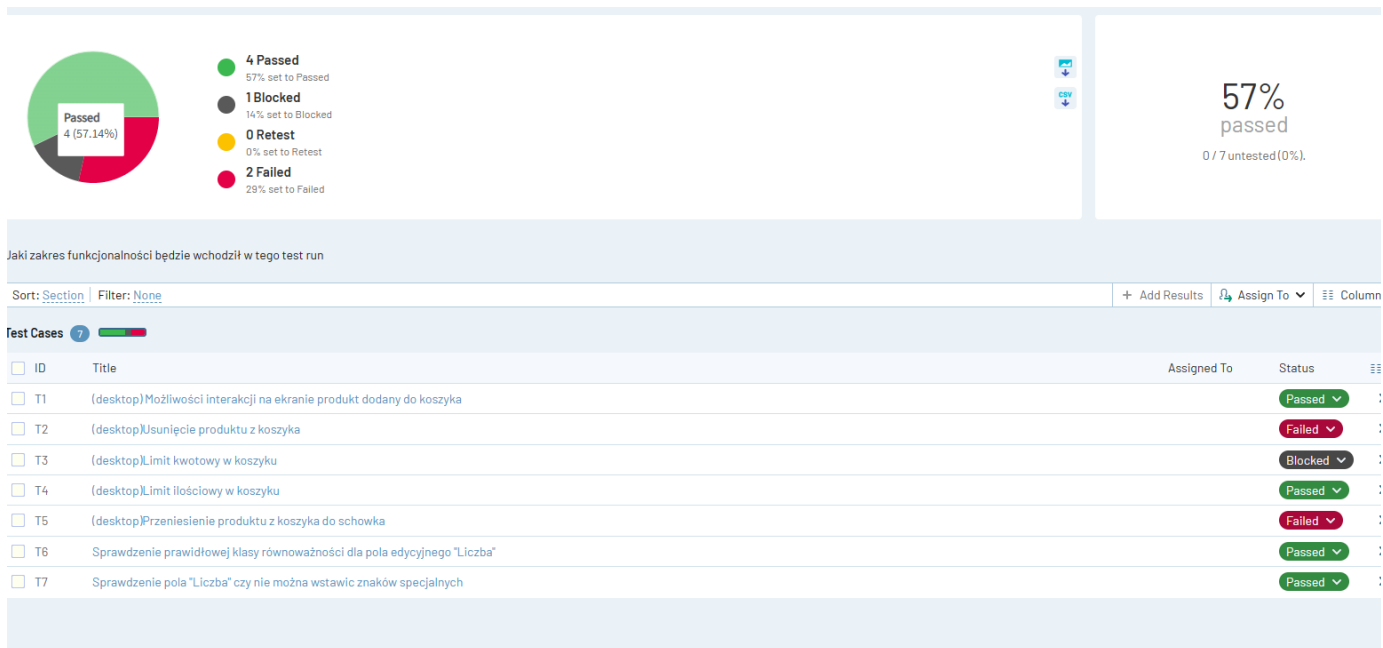 4 Passed
57% set to Passed
1 Blocked
14% set to Blocked
0 Retest
0% set to Retest
2 Failed
29% set to Failed
Passed
4 (57.14%)
CSV
57%
passed
0 / 7 untested (0%).
Jaki zakres funkcjonalności będzie wchodził w tego test run
Sort: Section Filter: None + Add Results Assign To Column
Test Cases 7
ID Title Assigned To Status
T1 (desktop) Możliwości interakcji na ekranie produkt dodany do koszyka Passed
T2 (desktop)Usunięcie produktu z koszyka Failed
T3 (desktop)Limit kwotowy w koszyku Blocked
T4 (desktop)Limit ilościowy w koszyku Passed
T5 (desktop)Przeniesienie produktu z koszyka do schowka Failed
T6 Sprawdzenie prawidłowej klasy równoważności dla pola edycyjnego "Liczba" Passed
T7 Sprawdzenie pola "Liczba" czy nie można wstawic znaków specjalnych Passed